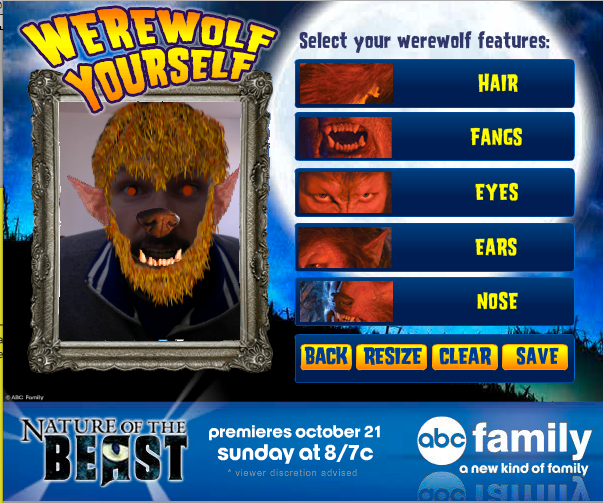 WEREWOLF
YOURSELF
Select your werewolf features:
HAIR
FANGS
EYES
EARS
NOSE
BACK RESIZE CLEAR SAVE
© ABC Family
NATURE OF THE
BEAST
premieres october 21
sunday at 8/7c
* viewer discretion advised
abc family
a new kind of family